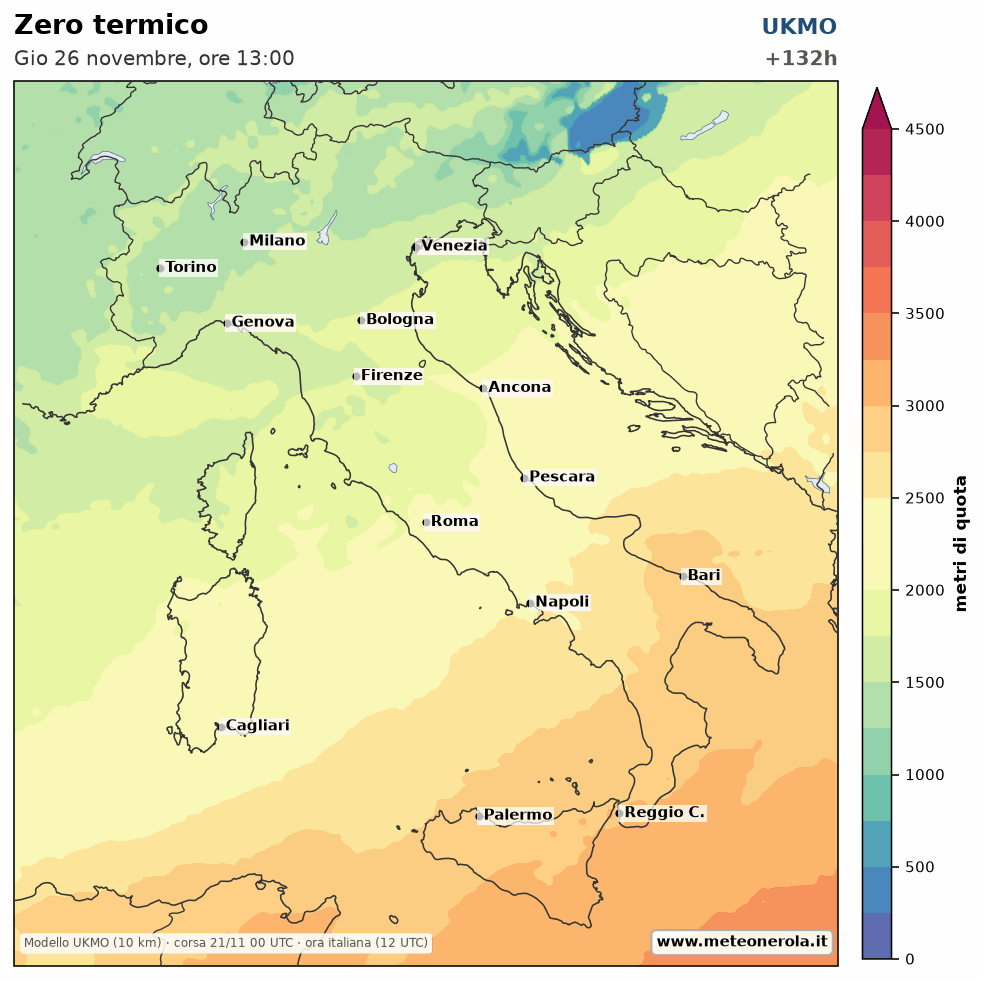 Zero termico
UKMO
Gio 26 novembre, ore 13:00
+132h
4500
4000
3500
3000
2500
2000
1500
1000
500
0
metri di quota
Milano
Venezia
Torino
Genova
Bologna
Firenze
Ancona
Pescara
Roma
Bari
Napoli
Cagliari
Palermo
Reggio C.
Modello UKMO (10 km) · corsa 21/11 00 UTC · ora italiana (12 UTC)
www.meteonerola.it